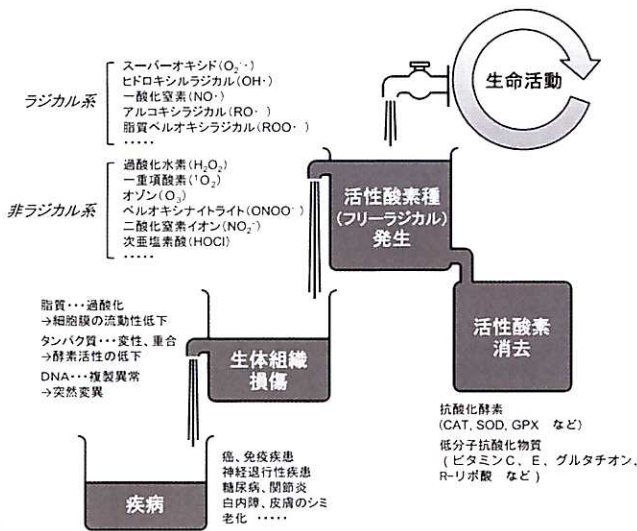 ラジカル系
スーパーオキシド(O₂⁻･)
ヒドロキシルラジカル(OH･)
一酸化窒素(NO･)
アルコキシラジカル(RO･ )
脂質ペルオキシラジカル(ROO･ )
･････
生命活動
非ラジカル系
過酸化水素(H₂O₂)
一重項酸素(¹O₂)
オゾン(O₃)
ペルオキシナイトライト(ONOO⁻)
二酸化窒素イオン(NO₂⁻)
次亜塩素酸(HOCl)
･････
活性酸素種
(フリーラジカル)
発生
脂質･･･過酸化
→細胞膜の流動性低下
タンパク質･･･変性、重合
→酵素活性の低下
DNA･･･複製異常
→突然変異
生体組織
損傷
活性酸素
消去
抗酸化酵素
(CAT, SOD, GPX など)
低分子抗酸化物質
( ビタミンC、E、グルタチオン、
R-リポ酸 など )
疾病
癌、免疫疾患
神経退行性疾患
糖尿病、関節炎
白内障、皮膚のシミ
老化 ･････